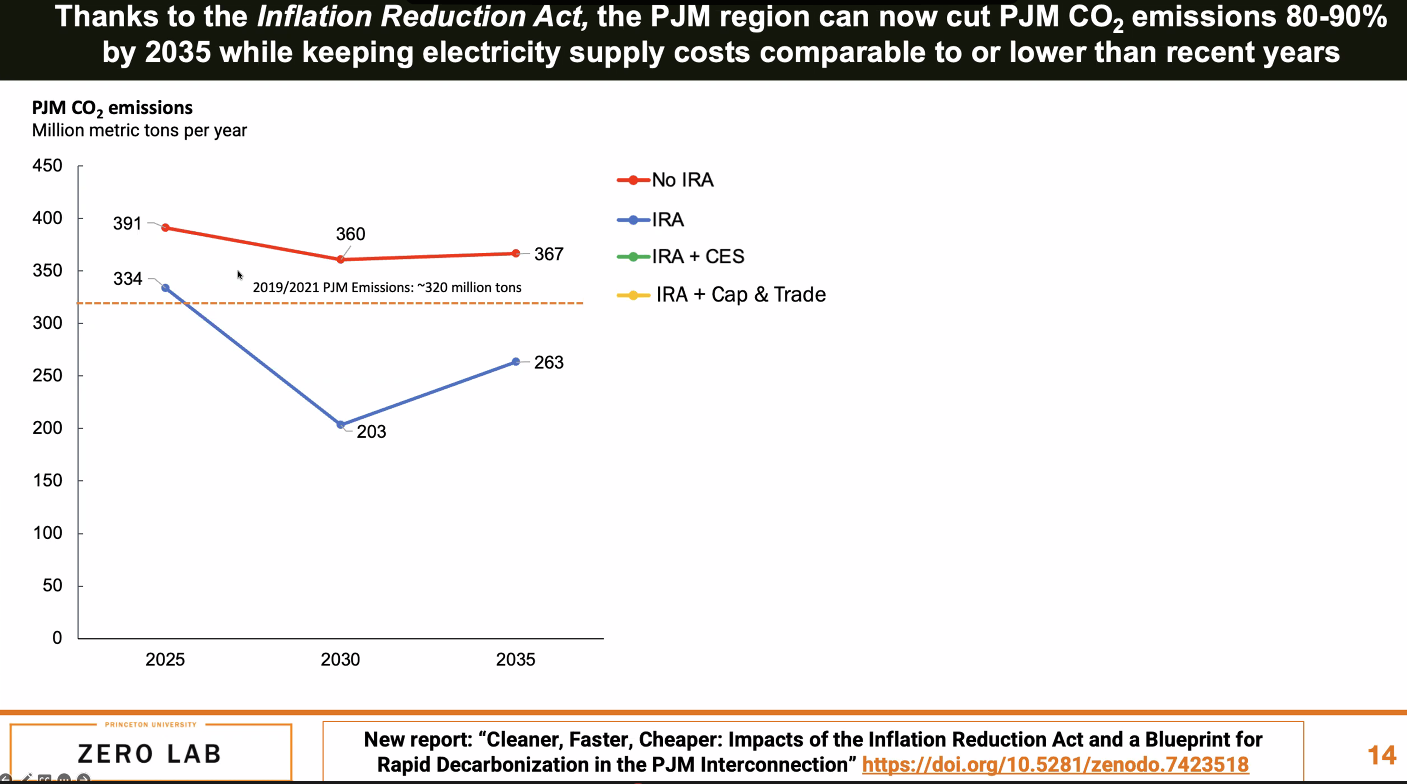 Thanks to the Inflation Reduction Act, the PJM region can now cut PJM CO₂ emissions 80-90%
by 2035 while keeping electricity supply costs comparable to or lower than recent years
PJM CO₂ emissions
Million metric tons per year
450
400
350
300
250
200
150
100
50
0
391
360
367
334
2019/2021 PJM Emissions: ~320 million tons
263
203
2025 2030 2035
No IRA
IRA
IRA + CES
IRA + Cap & Trade
PRINCETON UNIVERSITY
ZERO LAB
New report: “Cleaner, Faster, Cheaper: Impacts of the Inflation Reduction Act and a Blueprint for
Rapid Decarbonization in the PJM Interconnection” https://doi.org/10.5281/zenodo.7423518
14